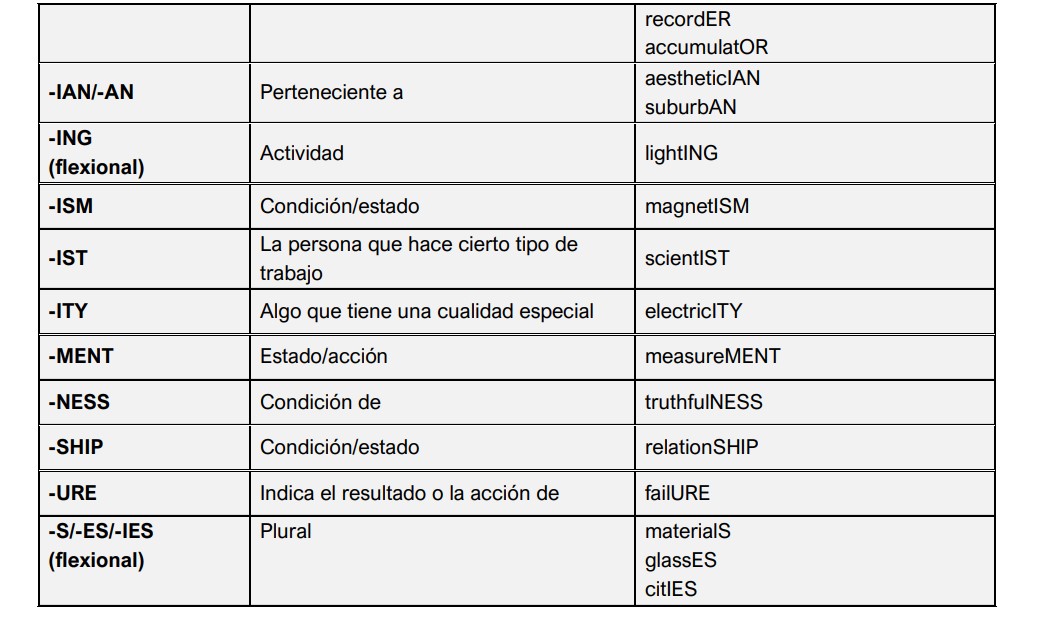 recordER
accumulatOR
-IAN/-AN
Perteneciente a
aestheticIAN
suburbAN
-ING
(flexional)
Actividad
lightING
-ISM
Condición/estado
magnetISM
-IST
La persona que hace cierto tipo de
trabajo
scientIST
-ITY
Algo que tiene una cualidad especial
electricITY
-MENT
Estado/acción
measureMENT
-NESS
Condición de
truthfulNESS
-SHIP
Condición/estado
relationSHIP
-URE
Indica el resultado o la acción de
failURE
-S/-ES/-IES
(flexional)
Plural
materialS
glassES
citIES